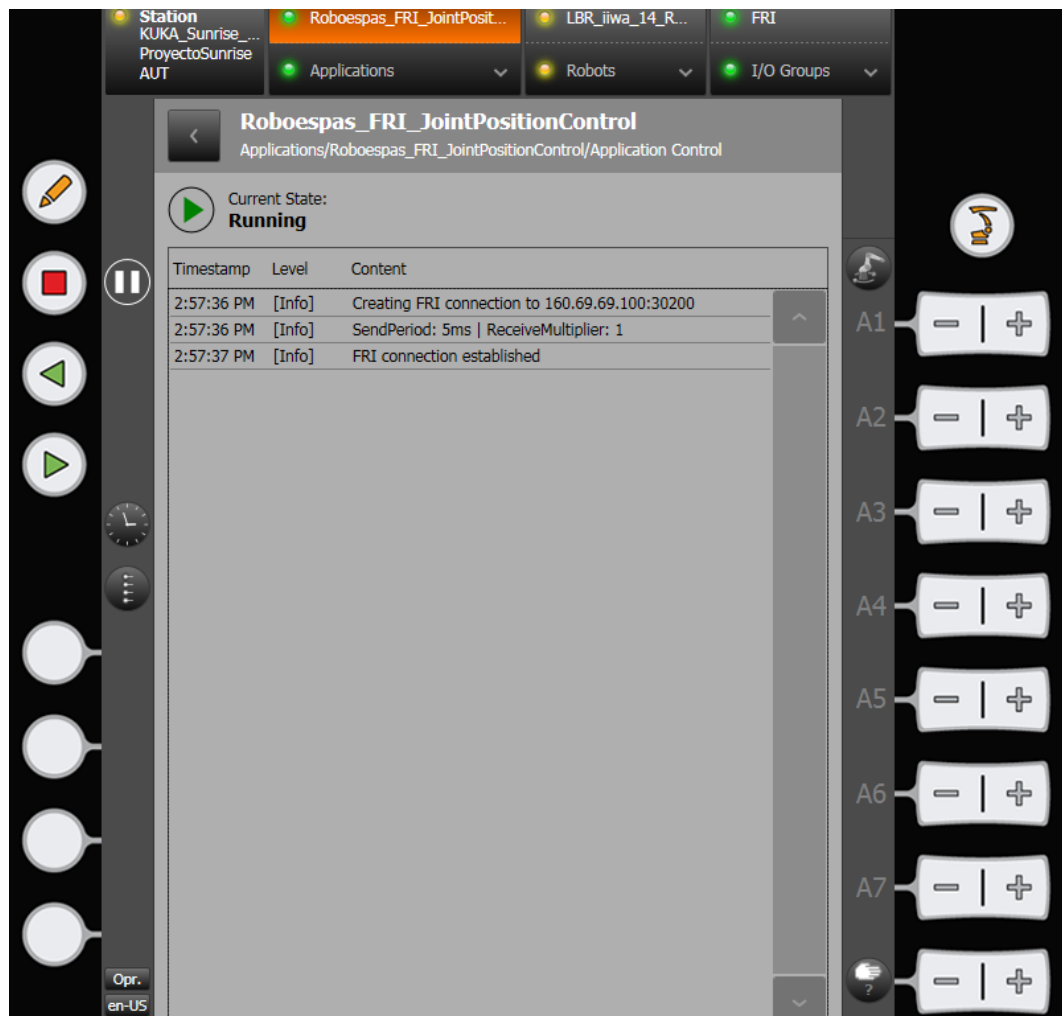 Station
KUKA_Sunrise_...
ProyectoSunrise
AUT
Roboespas_FRI_JointPosit...
Applications
LBR_iiwa_14_R...
Robots
FRI
I/O Groups
Roboespas_FRI_JointPositionControl
Applications/Roboespas_FRI_JointPositionControl/Application Control
Current State:
Running
Timestamp Level Content
2:57:36 PM [Info] Creating FRI connection to 160.69.69.100:30200
2:57:36 PM [Info] SendPeriod: 5ms | ReceiveMultiplier: 1
2:57:37 PM [Info] FRI connection established
A1
A2
A3
A4
A5
A6
A7
?
Opr.
en-US